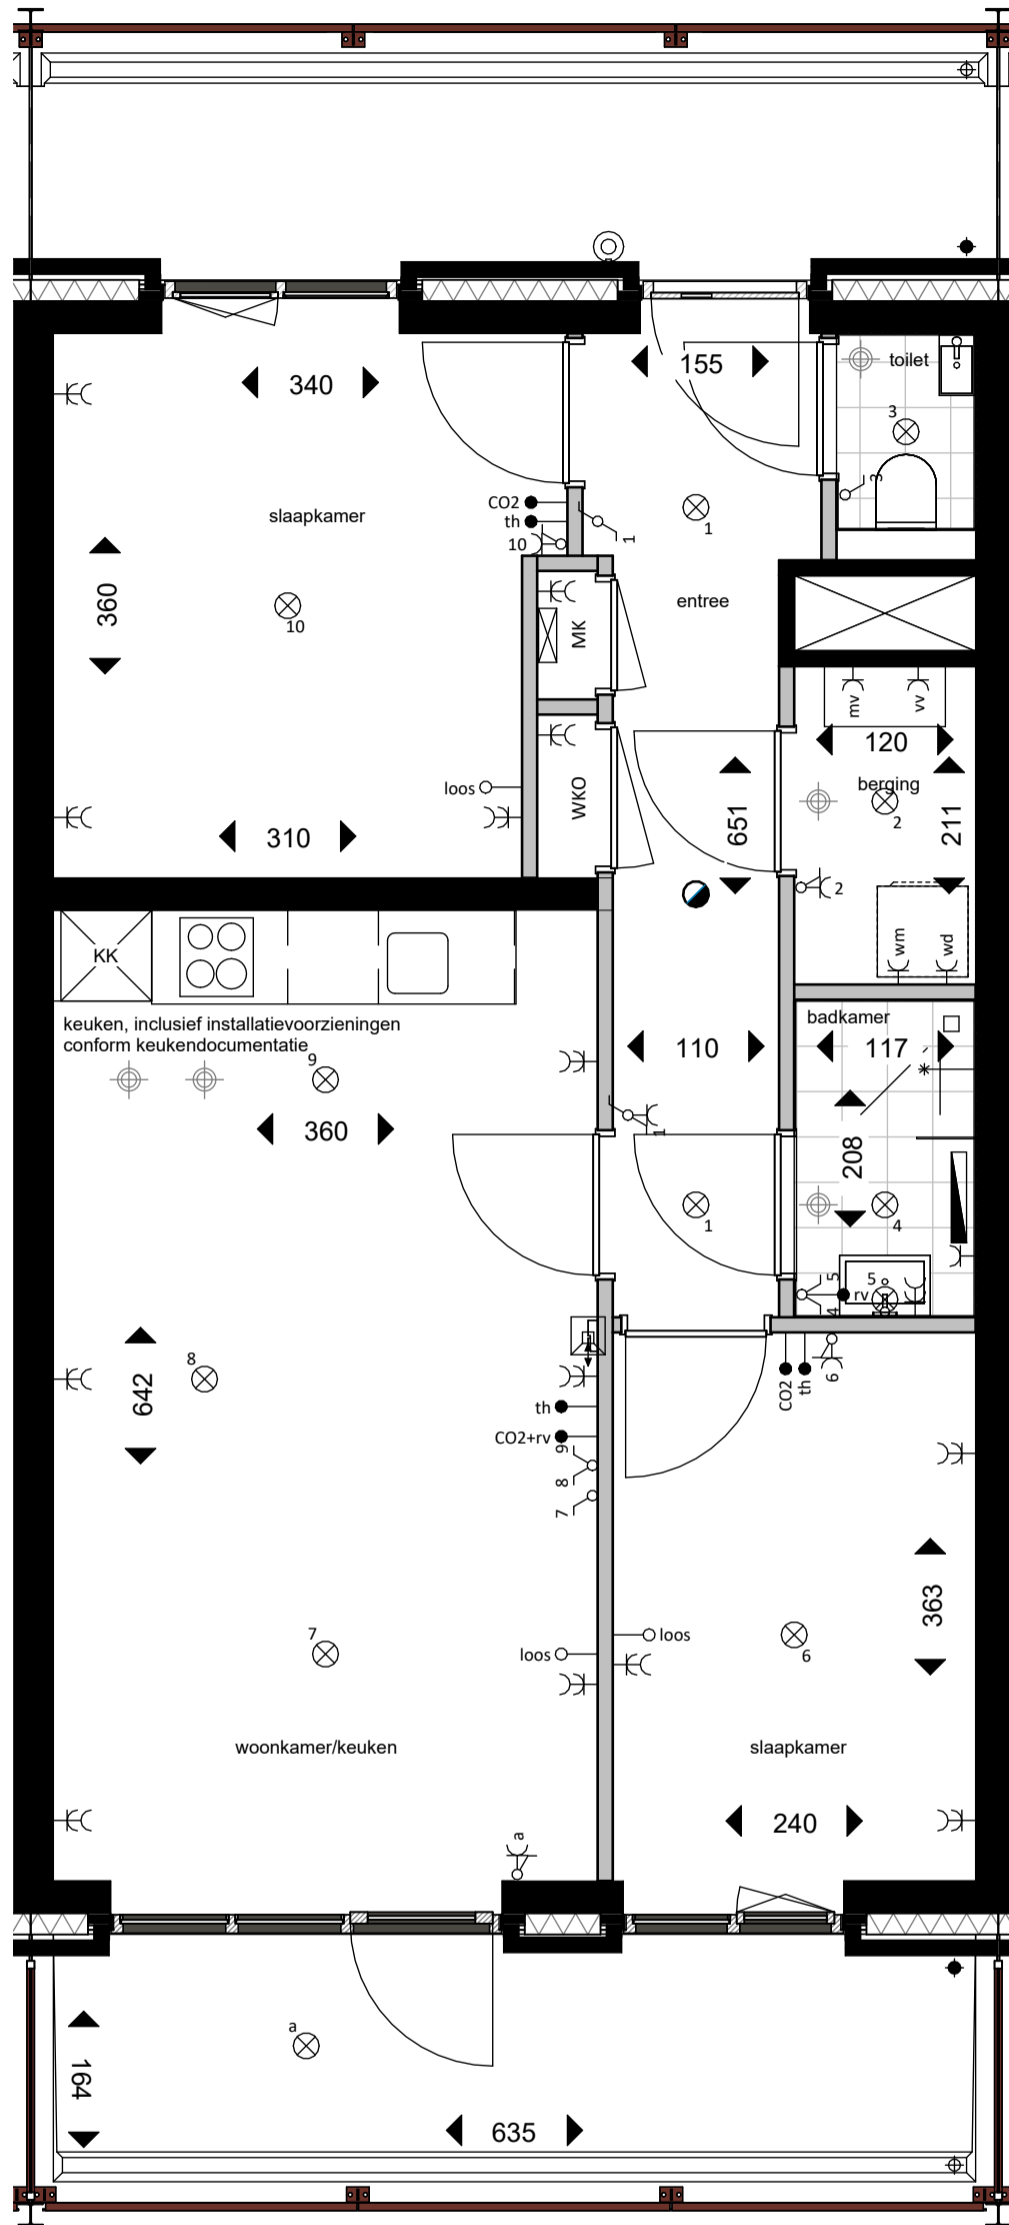 155
toilet
340
3
3
CO2
th
slaapkamer
10
1
1
360
10
MK
entree
mv
vv
120
berging
2
loos
WKO
651
211
310
2
wm
wd
KK
keuken, inclusief installatievoorzieningen
conform keukendocumentatie
9
badkamer
110
117
360
1
208
1
4
5
5
rv
4
8
642
th
CO2+rv
9
8
7
CO2
th
6
363
7
loos
loos
6
woonkamer/keuken
slaapkamer
240
a
a
164
635